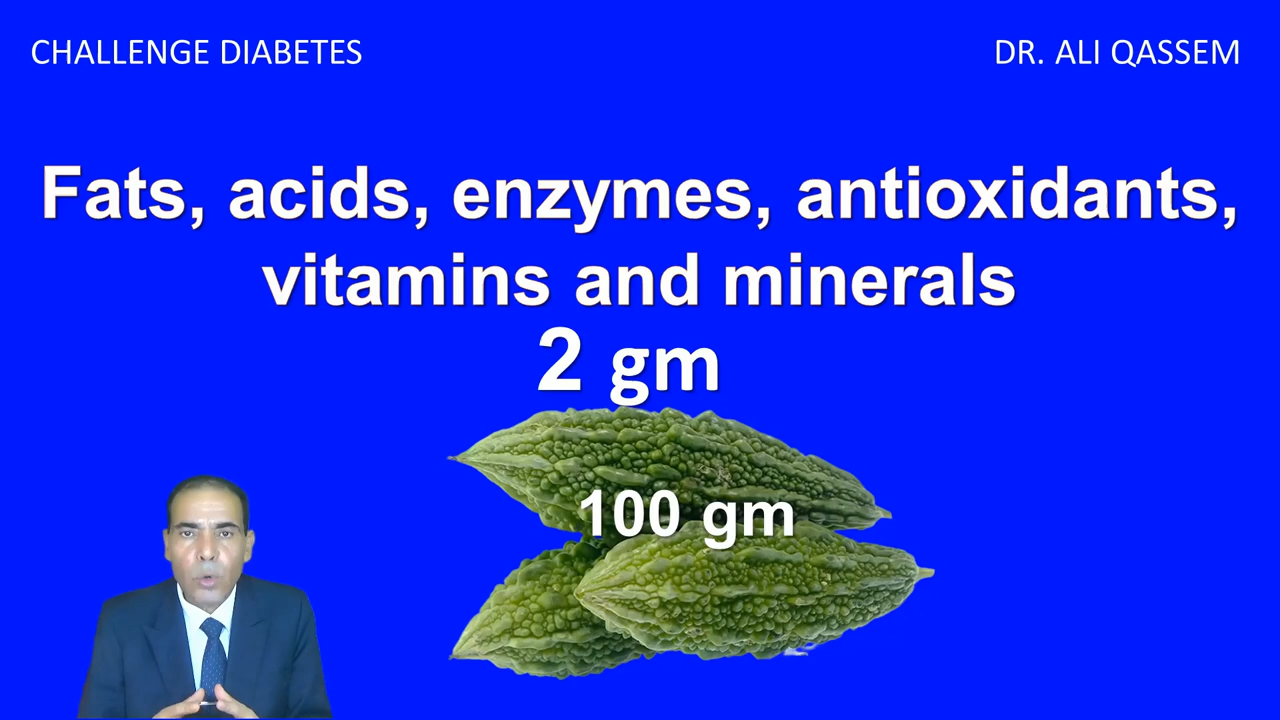 CHALLENGE DIABETES
DR. ALI QASSEM
Fats, acids, enzymes, antioxidants,
vitamins and minerals
2 gm
100 gm